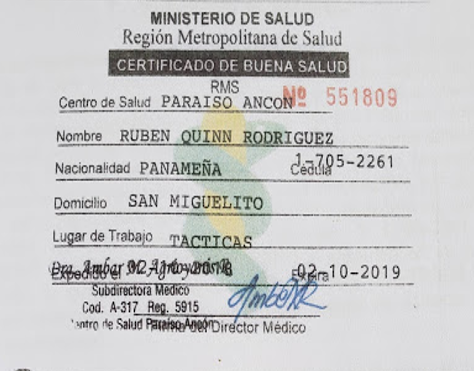 MINISTERIO DE SALUD
Región Metropolitana de Salud
CERTIFICADO DE BUENA SALUD
RMS
Centro de Salud PARAISO ANCON Nº 551809
Nombre RUBEN QUINN RODRIGUEZ
Nacionalidad PANAMEÑA 1-705-2261
Cédula
Domicilio SAN MIGUELITO
Lugar de Trabajo TACTICAS
Dra. Ambar M.
Expedido el 02-10-2018 Expira 02-10-2019
Subdirectora Médico
Cod. A-317 Reg. 5915
Centro de Salud Paraíso Ancón
Firma del Director Médico